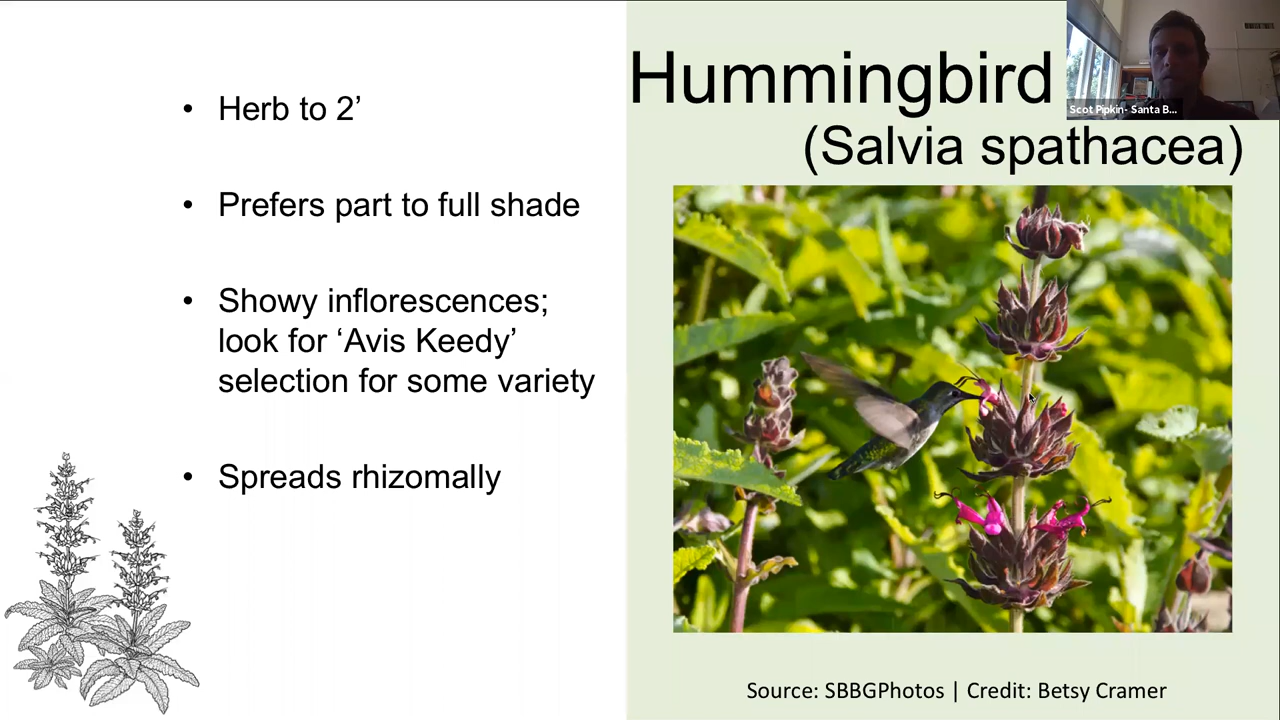 Hummingbird
(Salvia spathacea)
Scot Pipkin- Santa B...
• Herb to 2’
• Prefers part to full shade
• Showy inflorescences;
look for ‘Avis Keedy’
selection for some variety
• Spreads rhizomally
Source: SBBGPhotos | Credit: Betsy Cramer